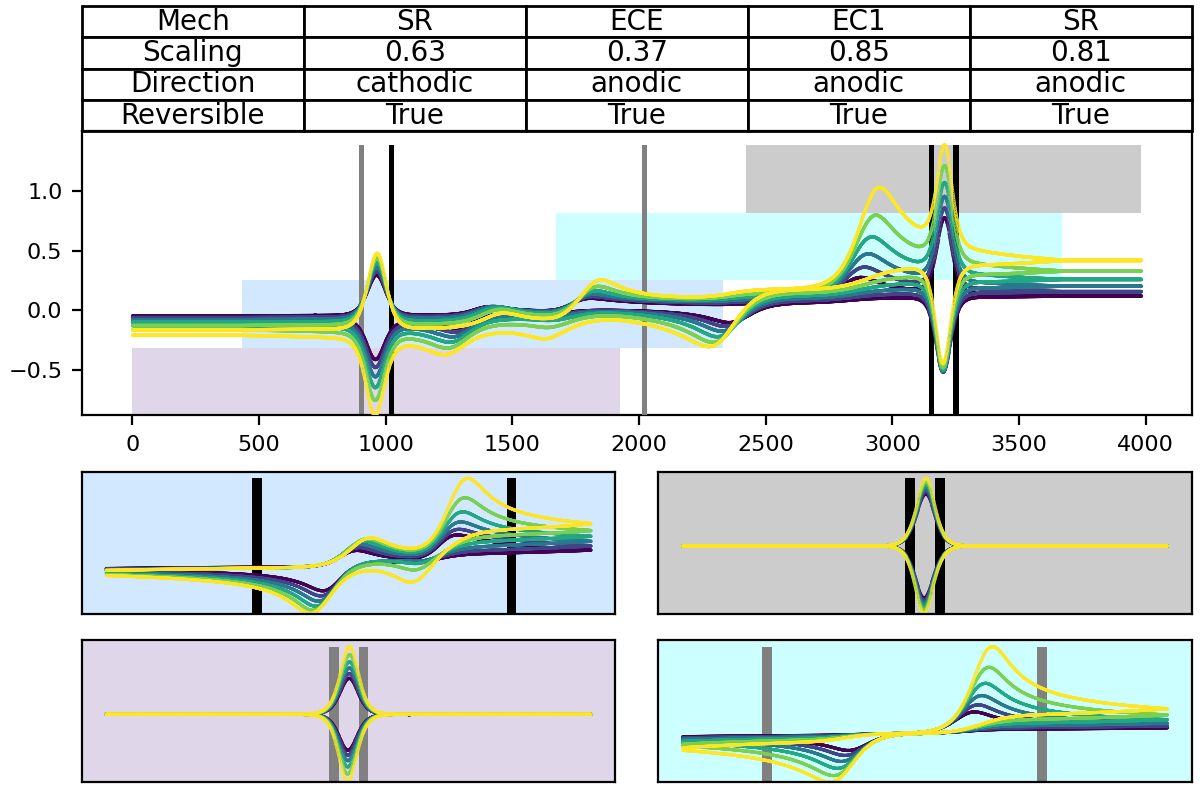 Mech SR ECE EC1 SR
Scaling 0.63 0.37 0.85 0.81
Direction cathodic anodic anodic anodic
Reversible True True True True
1.0
0.5
0.0
−0.5
0 500 1000 1500 2000 2500 3000 3500 4000